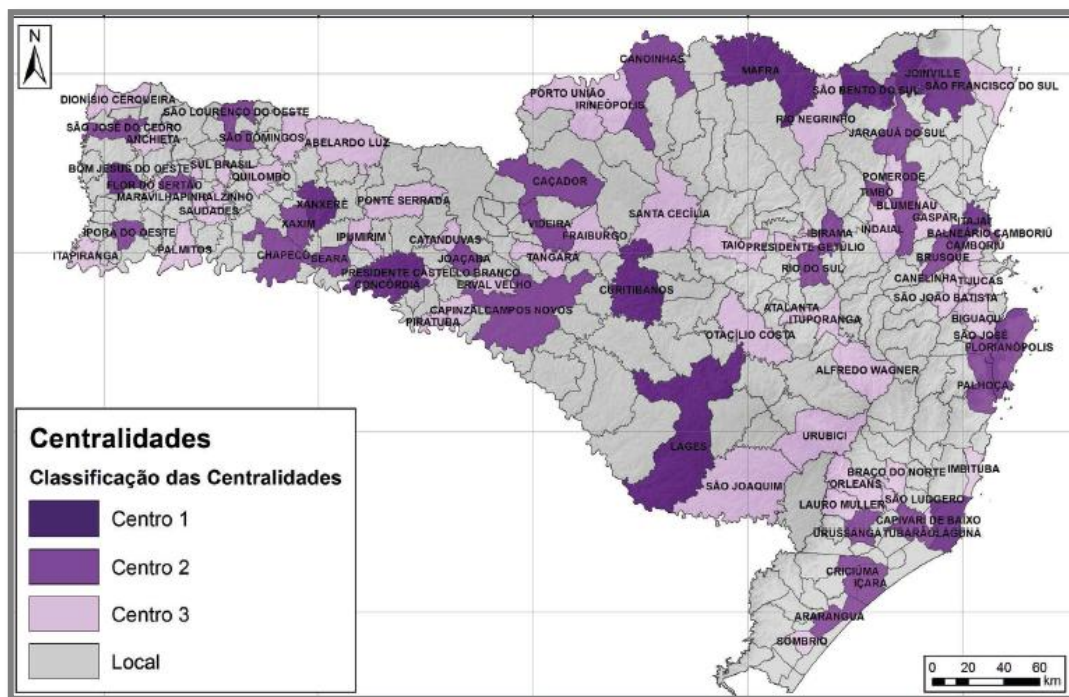 N
CANOINHAS
MAFRA
JOINVILLE
SÃO BENTO DO SUL
SÃO FRANCISCO DO SUL
DIONÍSIO CERQUEIRA
PORTO UNIÃO
IRINEÓPOLIS
SÃO LOURENÇO DO OESTE
RIO NEGRINHO
SÃO JOSÉ DO CEDRO
ANCHIETA
SÃO DOMINGOS
ABELARDO LUZ
JARAGUÁ DO SUL
BOM JESUS DO OESTE
SUL BRASIL
FLOR DO SERTÃO
QUILOMBO
CAÇADOR
POMERODE
MARAVILHA
PINHALZINHO
TIMBÓ
SAUDADES
XANXERÊ
PONTE SERRADA
SANTA CECÍLIA
BLUMENAU
GASPAR
ITAJAÍ
IPORA DO OESTE
XAXIM
VIDEIRA
FRAIBURGO
IBIRAMA
INDAIAL
BALNEÁRIO CAMBORIÚ
ITAPIRANGA
PALMITOS
CHAPECÓ
IPUMIRIM
CATANDUVAS
TANGARÁ
TAIÓ
PRESIDENTE GETÚLIO
CAMBORIÚ
SEARA
JOAÇABA
RIO DO SUL
BRUSQUE
PRESIDENTE CASTELLO BRANCO
CONCÓRDIA
ERVAL VELHO
CURITIBANOS
CANELINHA
TIJUCAS
SÃO JOÃO BATISTA
CAPINZAL
CAMPOS NOVOS
PIRATUBA
ATALANTA
ITUPORANGA
BIGUAÇU
OTACÍLIO COSTA
SÃO JOSÉ
FLORIANÓPOLIS
ALFREDO WAGNER
PALHOÇA
LAGES
URUBICI
SÃO JOAQUIM
BRAÇO DO NORTE
IMBITUBA
ORLEANS
LAURO MULLER
SÃO LUDGERO
CAPIVARI DE BAIXO
URUSSANGA
TUBARÃO
LAGUNA
CRICIÚMA
IÇARA
ARARANGUA
SOMBRIO
Centralidades
Classificação das Centralidades
Centro 1
Centro 2
Centro 3
Local
0 20 40 60
km